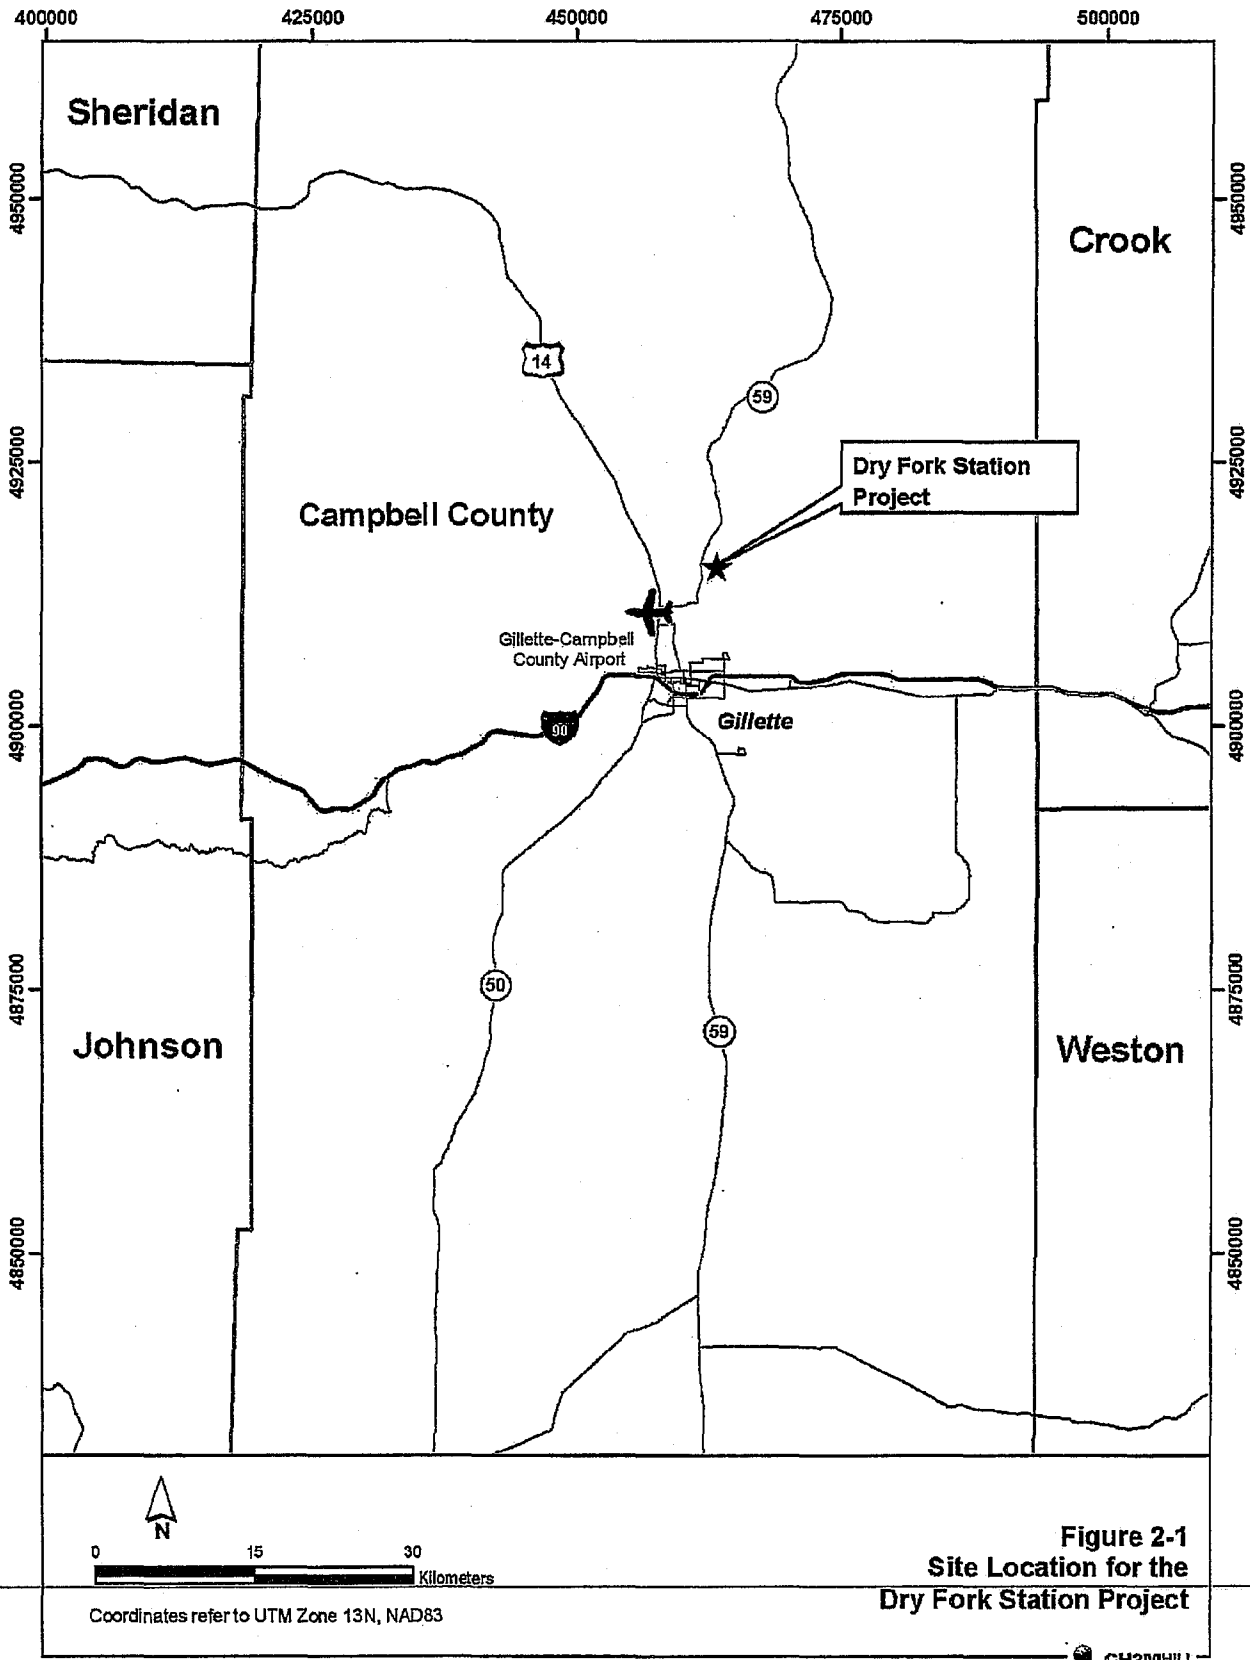 400000 425000 450000 475000 500000
Sheridan
4950000
4950000
Crook
14
59
4925000
4925000
Dry Fork Station
Project
Campbell County
Gillette-Campbell
County Airport
4900000
90
Gillette
4900000
4875000
50
4875000
59
Johnson
Weston
4850000
4850000
N
0 15 30
Kilometers
Coordinates refer to UTM Zone 13N, NAD83
Figure 2-1
Site Location for the
Dry Fork Station Project
CH2MHILL